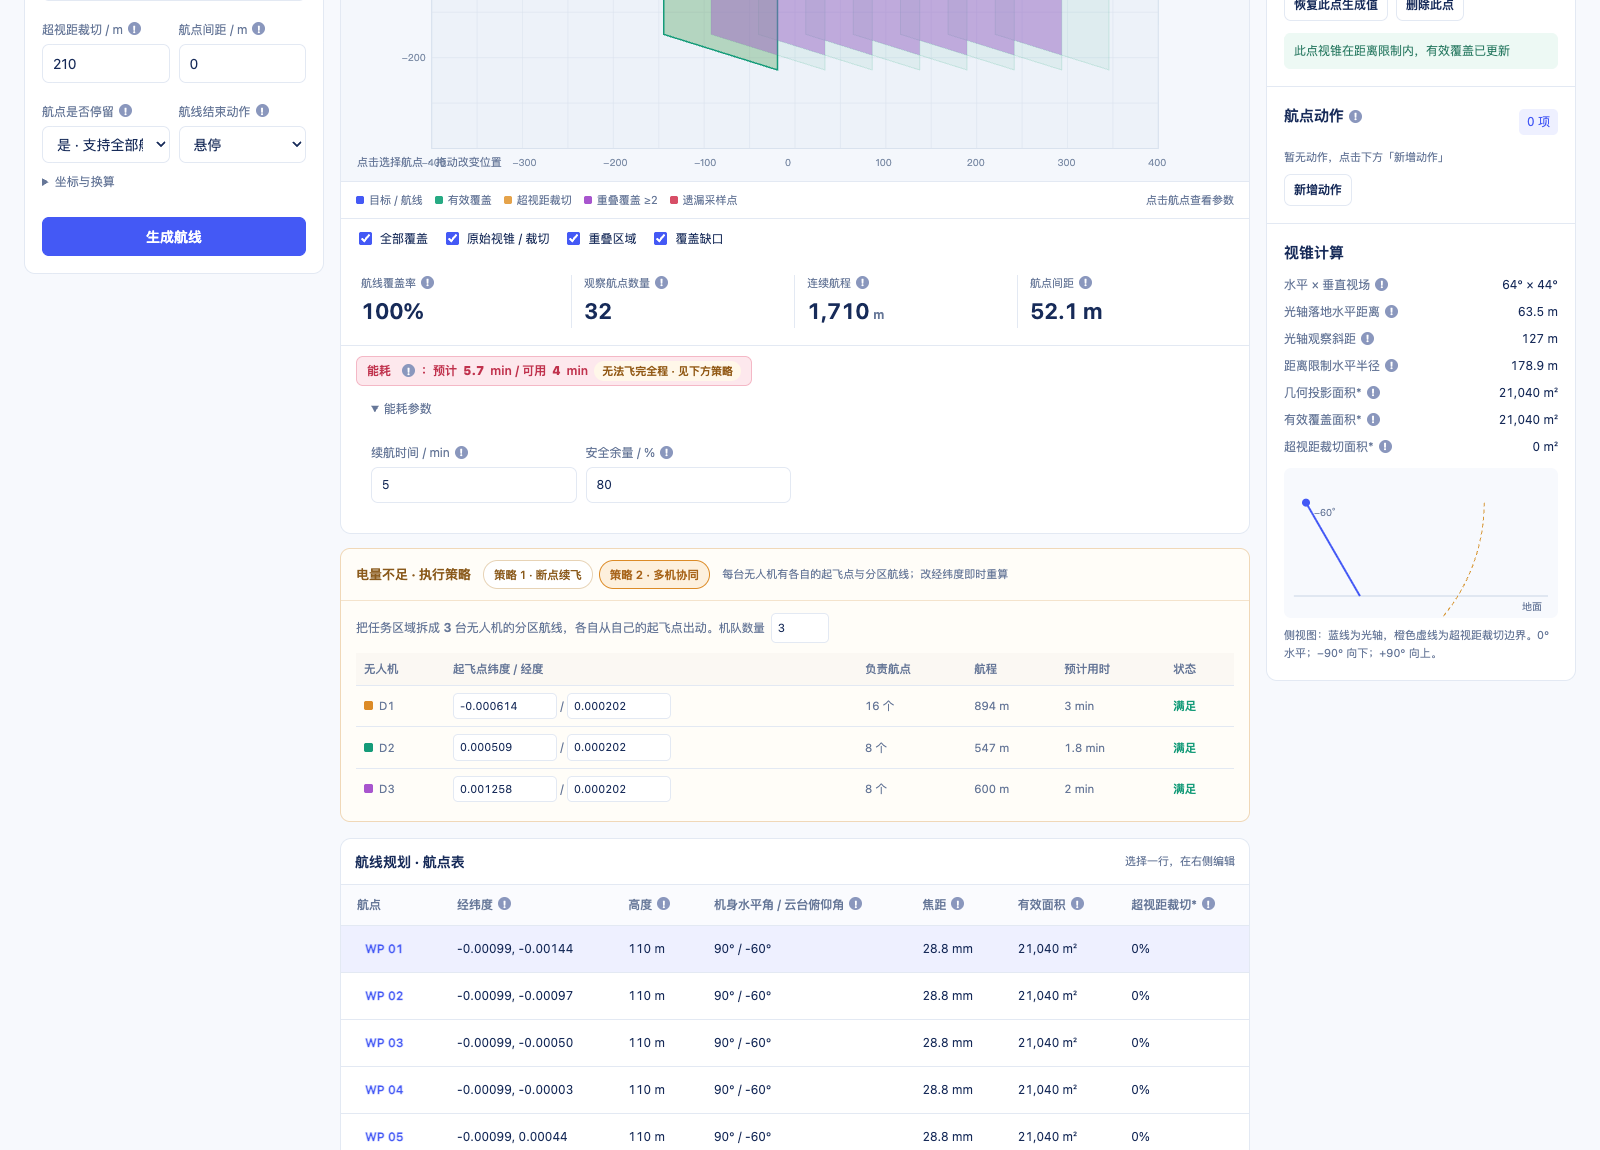 超视距裁切 / m !
航点间距 / m !
210
0
航点是否停留 !
航线结束动作 !
是 · 支持全部
悬停
坐标与换算
生成航线
−200
点击选择航点 · 拖动改变位置
−300
−200
−100
0
100
200
300
400
目标 / 航线
有效覆盖
超视距裁切
重叠覆盖 ≥2
遗漏采样点
点击航点查看参数
全部覆盖
原始视锥 / 裁切
重叠区域
覆盖缺口
航线覆盖率 !
观察航点数量 !
连续航程 !
航点间距 !
100%
32
1,710 m
52.1 m
能耗 ! ：预计 5.7 min / 可用 4 min 无法飞完全程 · 见下方策略
能耗参数
续航时间 / min !
安全余量 / % !
5
80
电量不足 · 执行策略
策略 1 · 断点续飞
策略 2 · 多机协同
每台无人机有各自的起飞点与分区航线；改经纬度即时重算
把任务区域拆成 3 台无人机的分区航线，各自从自己的起飞点出动。机队数量 3
无人机 起飞点纬度 / 经度 负责航点 航程 预计用时 状态
D1 -0.000614 / 0.000202 16 个 894 m 3 min 满足
D2 0.000509 / 0.000202 8 个 547 m 1.8 min 满足
D3 0.001258 / 0.000202 8 个 600 m 2 min 满足
航线规划 · 航点表
选择一行，在右侧编辑
航点 经纬度 ! 高度 ! 机身水平角 / 云台俯仰角 ! 焦距 ! 有效面积 ! 超视距裁切* !
WP 01 -0.00099, -0.00144 110 m 90° / -60° 28.8 mm 21,040 m² 0%
WP 02 -0.00099, -0.00097 110 m 90° / -60° 28.8 mm 21,040 m² 0%
WP 03 -0.00099, -0.00050 110 m 90° / -60° 28.8 mm 21,040 m² 0%
WP 04 -0.00099, -0.00003 110 m 90° / -60° 28.8 mm 21,040 m² 0%
WP 05 -0.00099, 0.00044 110 m 90° / -60° 28.8 mm 21,040 m² 0%
恢复此点生成值
删除此点
此点视锥在距离限制内，有效覆盖已更新
航点动作 !
0 项
暂无动作，点击下方「新增动作」
新增动作
视锥计算
水平 × 垂直视场 ! 64° × 44°
光轴落地水平距离 ! 63.5 m
光轴观察斜距 ! 127 m
距离限制水平半径 ! 178.9 m
几何投影面积* ! 21,040 m²
有效覆盖面积* ! 21,040 m²
超视距裁切面积* ! 0 m²
−60°
地面
侧视图：蓝线为光轴，橙色虚线为超视距裁切边界。0°
水平；−90° 向下；+90° 向上。